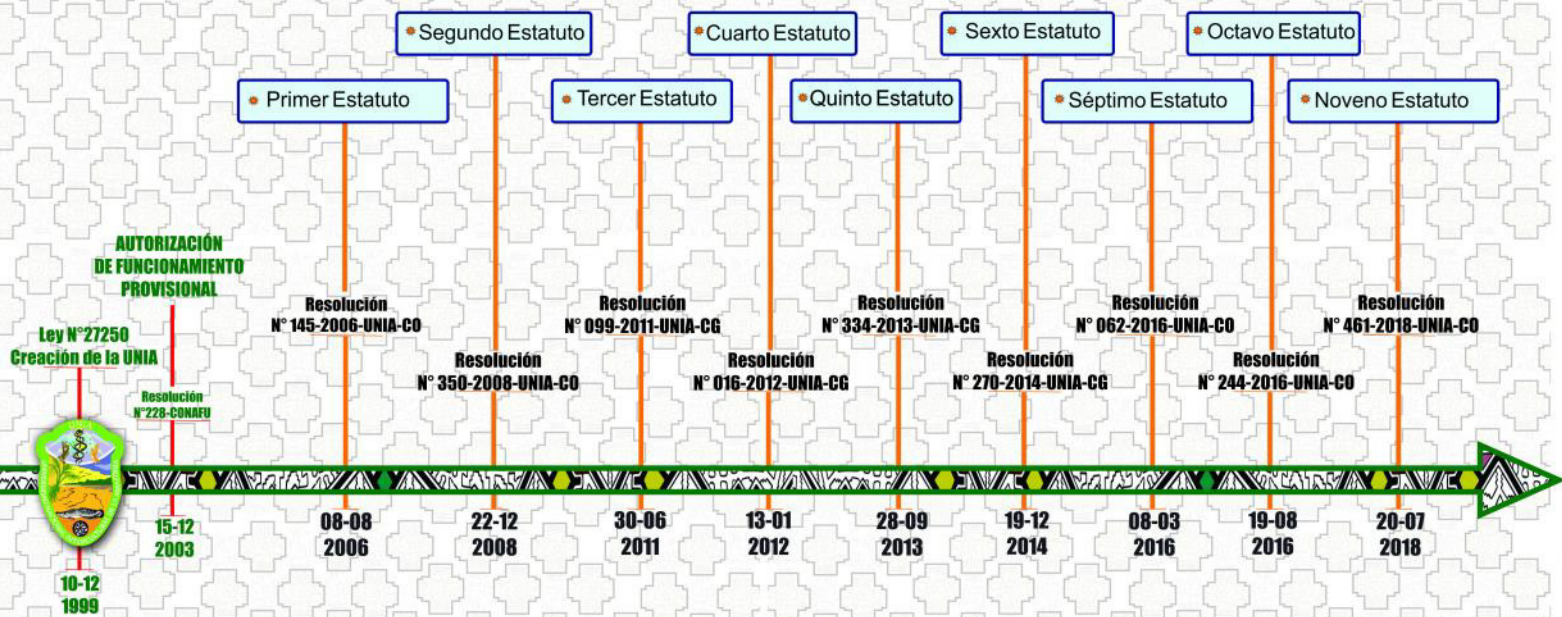 Ley N°27250
Creación de la UNIA
UNIA
10-12
1999
AUTORIZACIÓN
DE FUNCIONAMIENTO
PROVISIONAL
Resolución
N°228-CONAFU
15-12
2003
Primer Estatuto
Resolución
N° 145-2006-UNIA-CO
08-08
2006
Segundo Estatuto
Resolución
N° 350-2008-UNIA-CO
22-12
2008
Tercer Estatuto
Resolución
N° 099-2011-UNIA-CG
30-06
2011
Cuarto Estatuto
Resolución
N° 016-2012-UNIA-CG
13-01
2012
Quinto Estatuto
Resolución
N° 334-2013-UNIA-CG
28-09
2013
Sexto Estatuto
Resolución
N° 270-2014-UNIA-CG
19-12
2014
Séptimo Estatuto
Resolución
N° 062-2016-UNIA-CO
08-03
2016
Octavo Estatuto
Resolución
N° 244-2016-UNIA-CO
19-08
2016
Noveno Estatuto
Resolución
N° 461-2018-UNIA-CO
20-07
2018